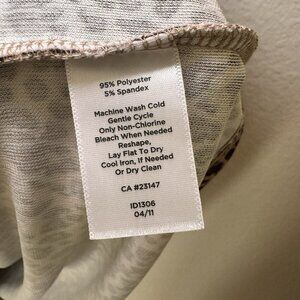 95% Polyester
5% Spandex
Machine Wash Cold
Gentle Cycle
Only Non-Chlorine
Bleach When Needed
Reshape,
Lay Flat To Dry
Cool Iron, if Needed
Or Dry Clean
CA #23147
ID1306
04/11